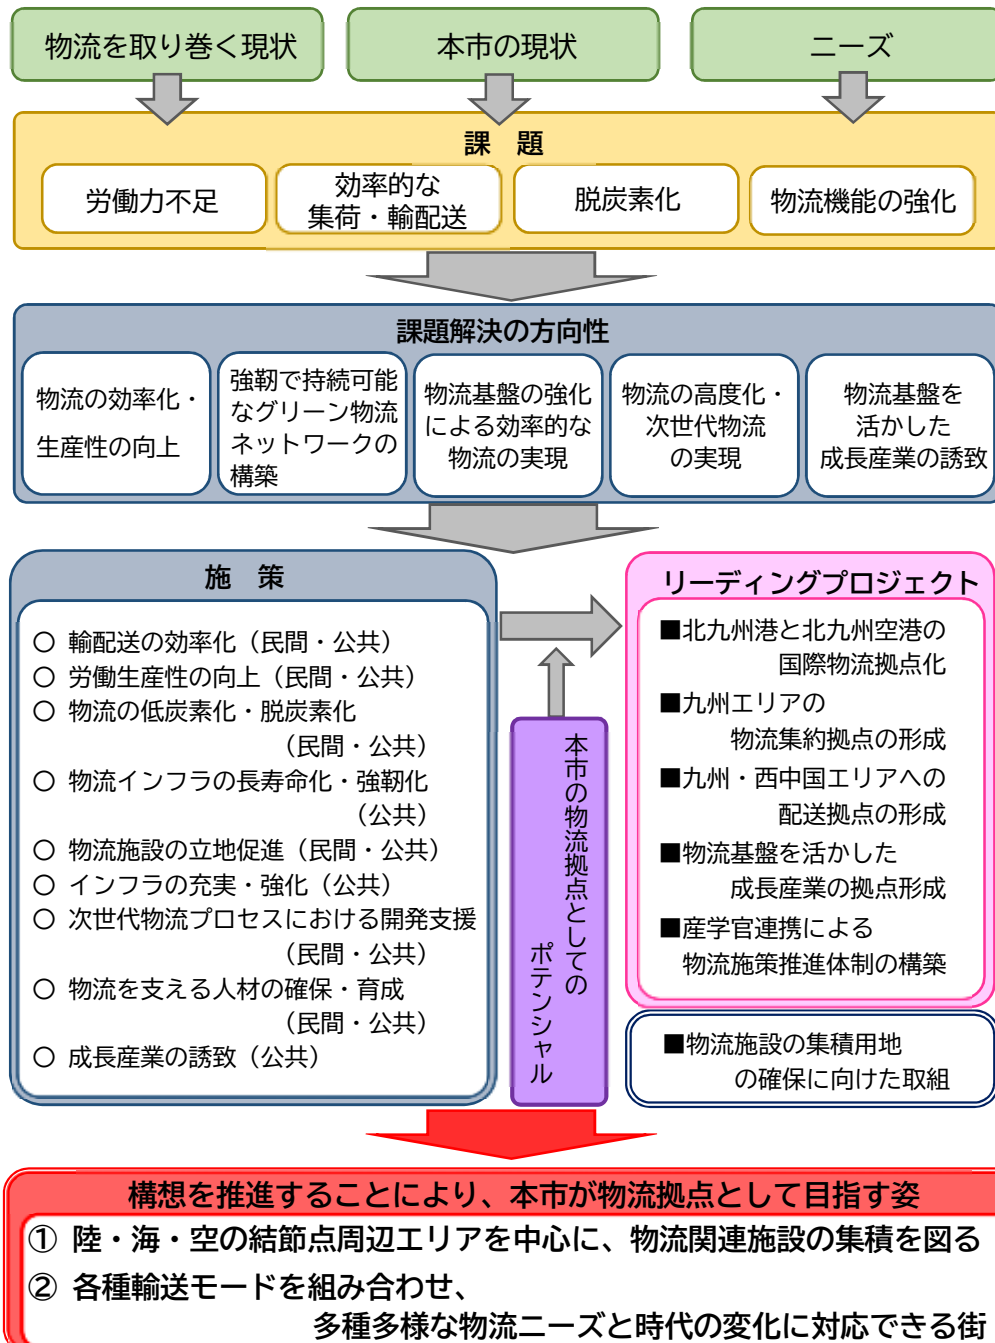 物流を取り巻く現状
本市の現状
ニーズ
課　題
労働力不足
効率的な
集荷・輸配送
脱炭素化
物流機能の強化
課題解決の方向性
物流の効率化・
生産性の向上
強靭で持続可能
なグリーン物流
ネットワークの
構築
物流基盤の強化
による効率的な
物流の実現
物流の高度化・
次世代物流
の実現
物流基盤を
活かした
成長産業の誘致
施　策
○ 輸配送の効率化（民間・公共）
○ 労働生産性の向上（民間・公共）
○ 物流の低炭素化・脱炭素化
（民間・公共）
○ 物流インフラの長寿命化・強靭化
（公共）
○ 物流施設の立地促進（民間・公共）
○ インフラの充実・強化（公共）
○ 次世代物流プロセスにおける開発支援
（民間・公共）
○ 物流を支える人材の確保・育成
（民間・公共）
○ 成長産業の誘致（公共）
本市の物流拠点としての
ポテンシャル
リーディングプロジェクト
■北九州港と北九州空港の
国際物流拠点化
■九州エリアの
物流集約拠点の形成
■九州・西中国エリアへの
配送拠点の形成
■物流基盤を活かした
成長産業の拠点形成
■産学官連携による
物流施策推進体制の構築
■物流施設の集積用地
の確保に向けた取組
構想を推進することにより、本市が物流拠点として目指す姿
① 陸・海・空の結節点周辺エリアを中心に、物流関連施設の集積を図る
② 各種輸送モードを組み合わせ、
多種多様な物流ニーズと時代の変化に対応できる街